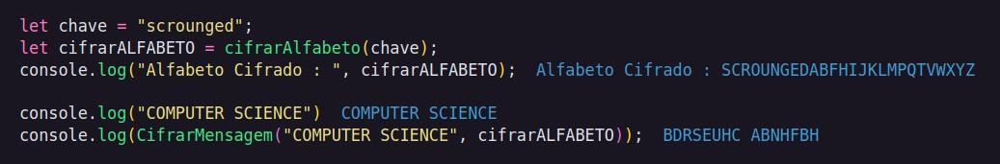 let chave = "scrounged";
let cifrarALFABETO = cifrarAlfabeto(chave);
console.log("Alfabeto Cifrado : ", cifrarALFABETO);  Alfabeto Cifrado : SCROUNGEDABFHIJKLMPQTVWXYZ
console.log("COMPUTER SCIENCE")  COMPUTER SCIENCE
console.log(CifrarMensagem("COMPUTER SCIENCE", cifrarALFABETO));  BDRSEUHC ABNHFBH